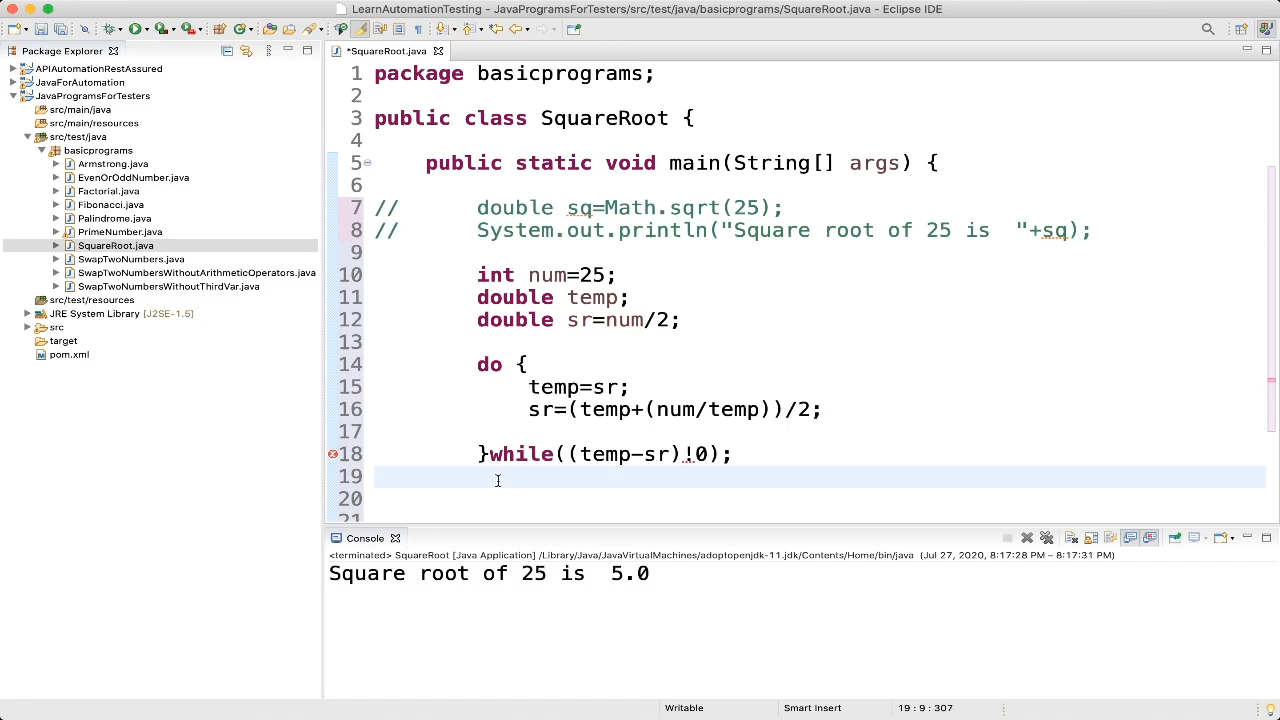 LearnAutomationTesting - JavaProgramsForTesters/src/test/java/basicprograms/SquareRoot.java - Eclipse IDE
Package Explorer
*SquareRoot.java
APIAutomationRestAssured
JavaForAutomation
JavaProgramsForTesters
src/main/java
src/main/resources
src/test/java
basicprograms
Armstrong.java
EvenOrOddNumber.java
Factorial.java
Fibonacci.java
Palindrome.java
PrimeNumber.java
SquareRoot.java
SwapTwoNumbers.java
SwapTwoNumbersWithoutArithmeticOperators.java
SwapTwoNumbersWithoutThirdVar.java
src/test/resources
JRE System Library [J2SE-1.5]
src
target
pom.xml
1 package basicprograms;
2
3 public class SquareRoot {
4
5 public static void main(String[] args) {
6
7 // double sq=Math.sqrt(25);
8 // System.out.println("Square root of 25 is  "+sq);
9
10 int num=25;
11 double temp;
12 double sr=num/2;
13
14 do {
15 temp=sr;
16 sr=(temp+(num/temp))/2;
17
18 }while((temp-sr)!0);
19
20
21
Console
<terminated> SquareRoot [Java Application] /Library/Java/JavaVirtualMachines/adoptopenjdk-11.jdk/Contents/Home/bin/java (Jul 27, 2020, 8:17:28 PM – 8:17:31 PM)
Square root of 25 is  5.0
Writable
Smart Insert
19 : 9 : 307